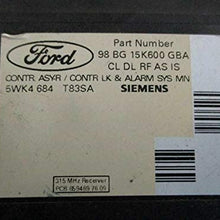 Ford
Part Number
98 BG 15K600 GBA
CL DL RF AS IS
CONTR. ASY / CONTR LK & ALARM SYS MN
5WK4 684 T83SA SIEMENS
315 MHz Receiver